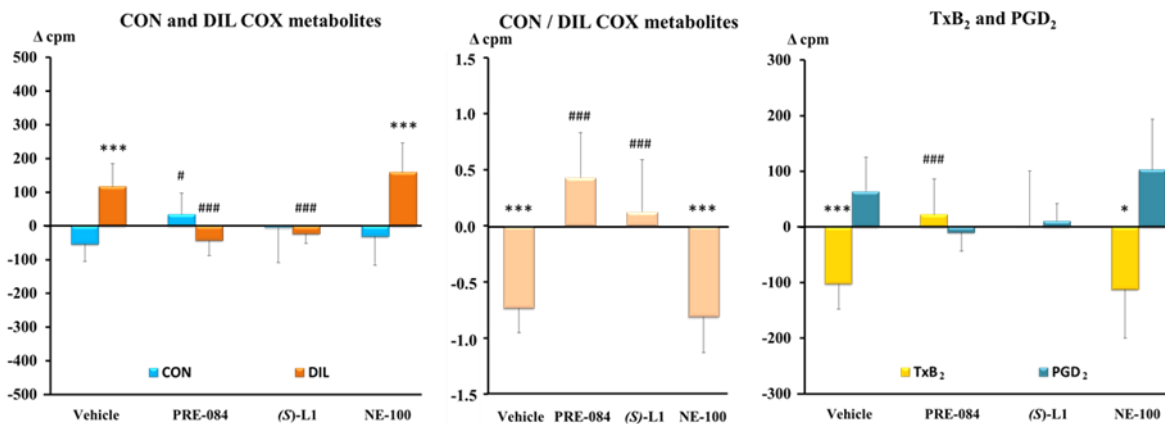 CON and DIL COX metabolites
Δ cpm
500
400
300
200
100
0
-100
-200
-300
-400
-500
***
#
###
###
***
CON
DIL
Vehicle
PRE-084
(S)-L1
NE-100
CON / DIL COX metabolites
Δ cpm
1.5
1.0
0.5
0.0
-0.5
-1.0
-1.5
***
###
###
***
Vehicle
PRE-084
(S)-L1
NE-100
TxB₂ and PGD₂
Δ cpm
300
200
100
0
-100
-200
-300
***
###
*
TxB₂
PGD₂
Vehicle
PRE-084
(S)-L1
NE-100